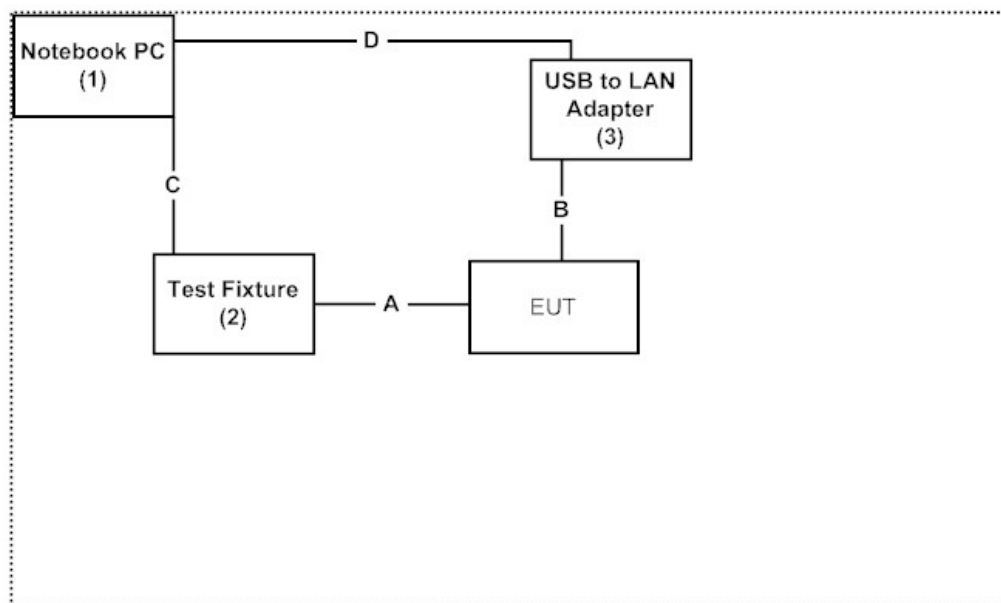 Notebook PC
(1)
D
USB to LAN
Adapter
(3)
C
B
Test Fixture
(2)
A
EUT